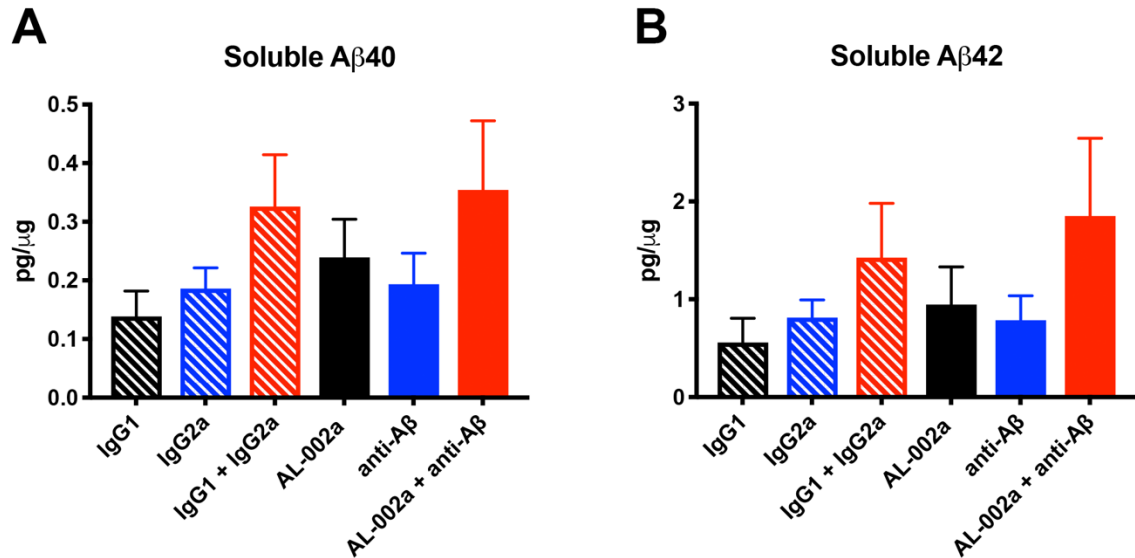 A
Soluble Aβ40
pg/μg
0.5
0.4
0.3
0.2
0.1
0.0
IgG1
IgG2a
IgG1 + IgG2a
AL-002a
anti-Aβ
AL-002a + anti-Aβ
B
Soluble Aβ42
pg/μg
3
2
1
0
IgG1
IgG2a
IgG1 + IgG2a
AL-002a
anti-Aβ
AL-002a + anti-Aβ